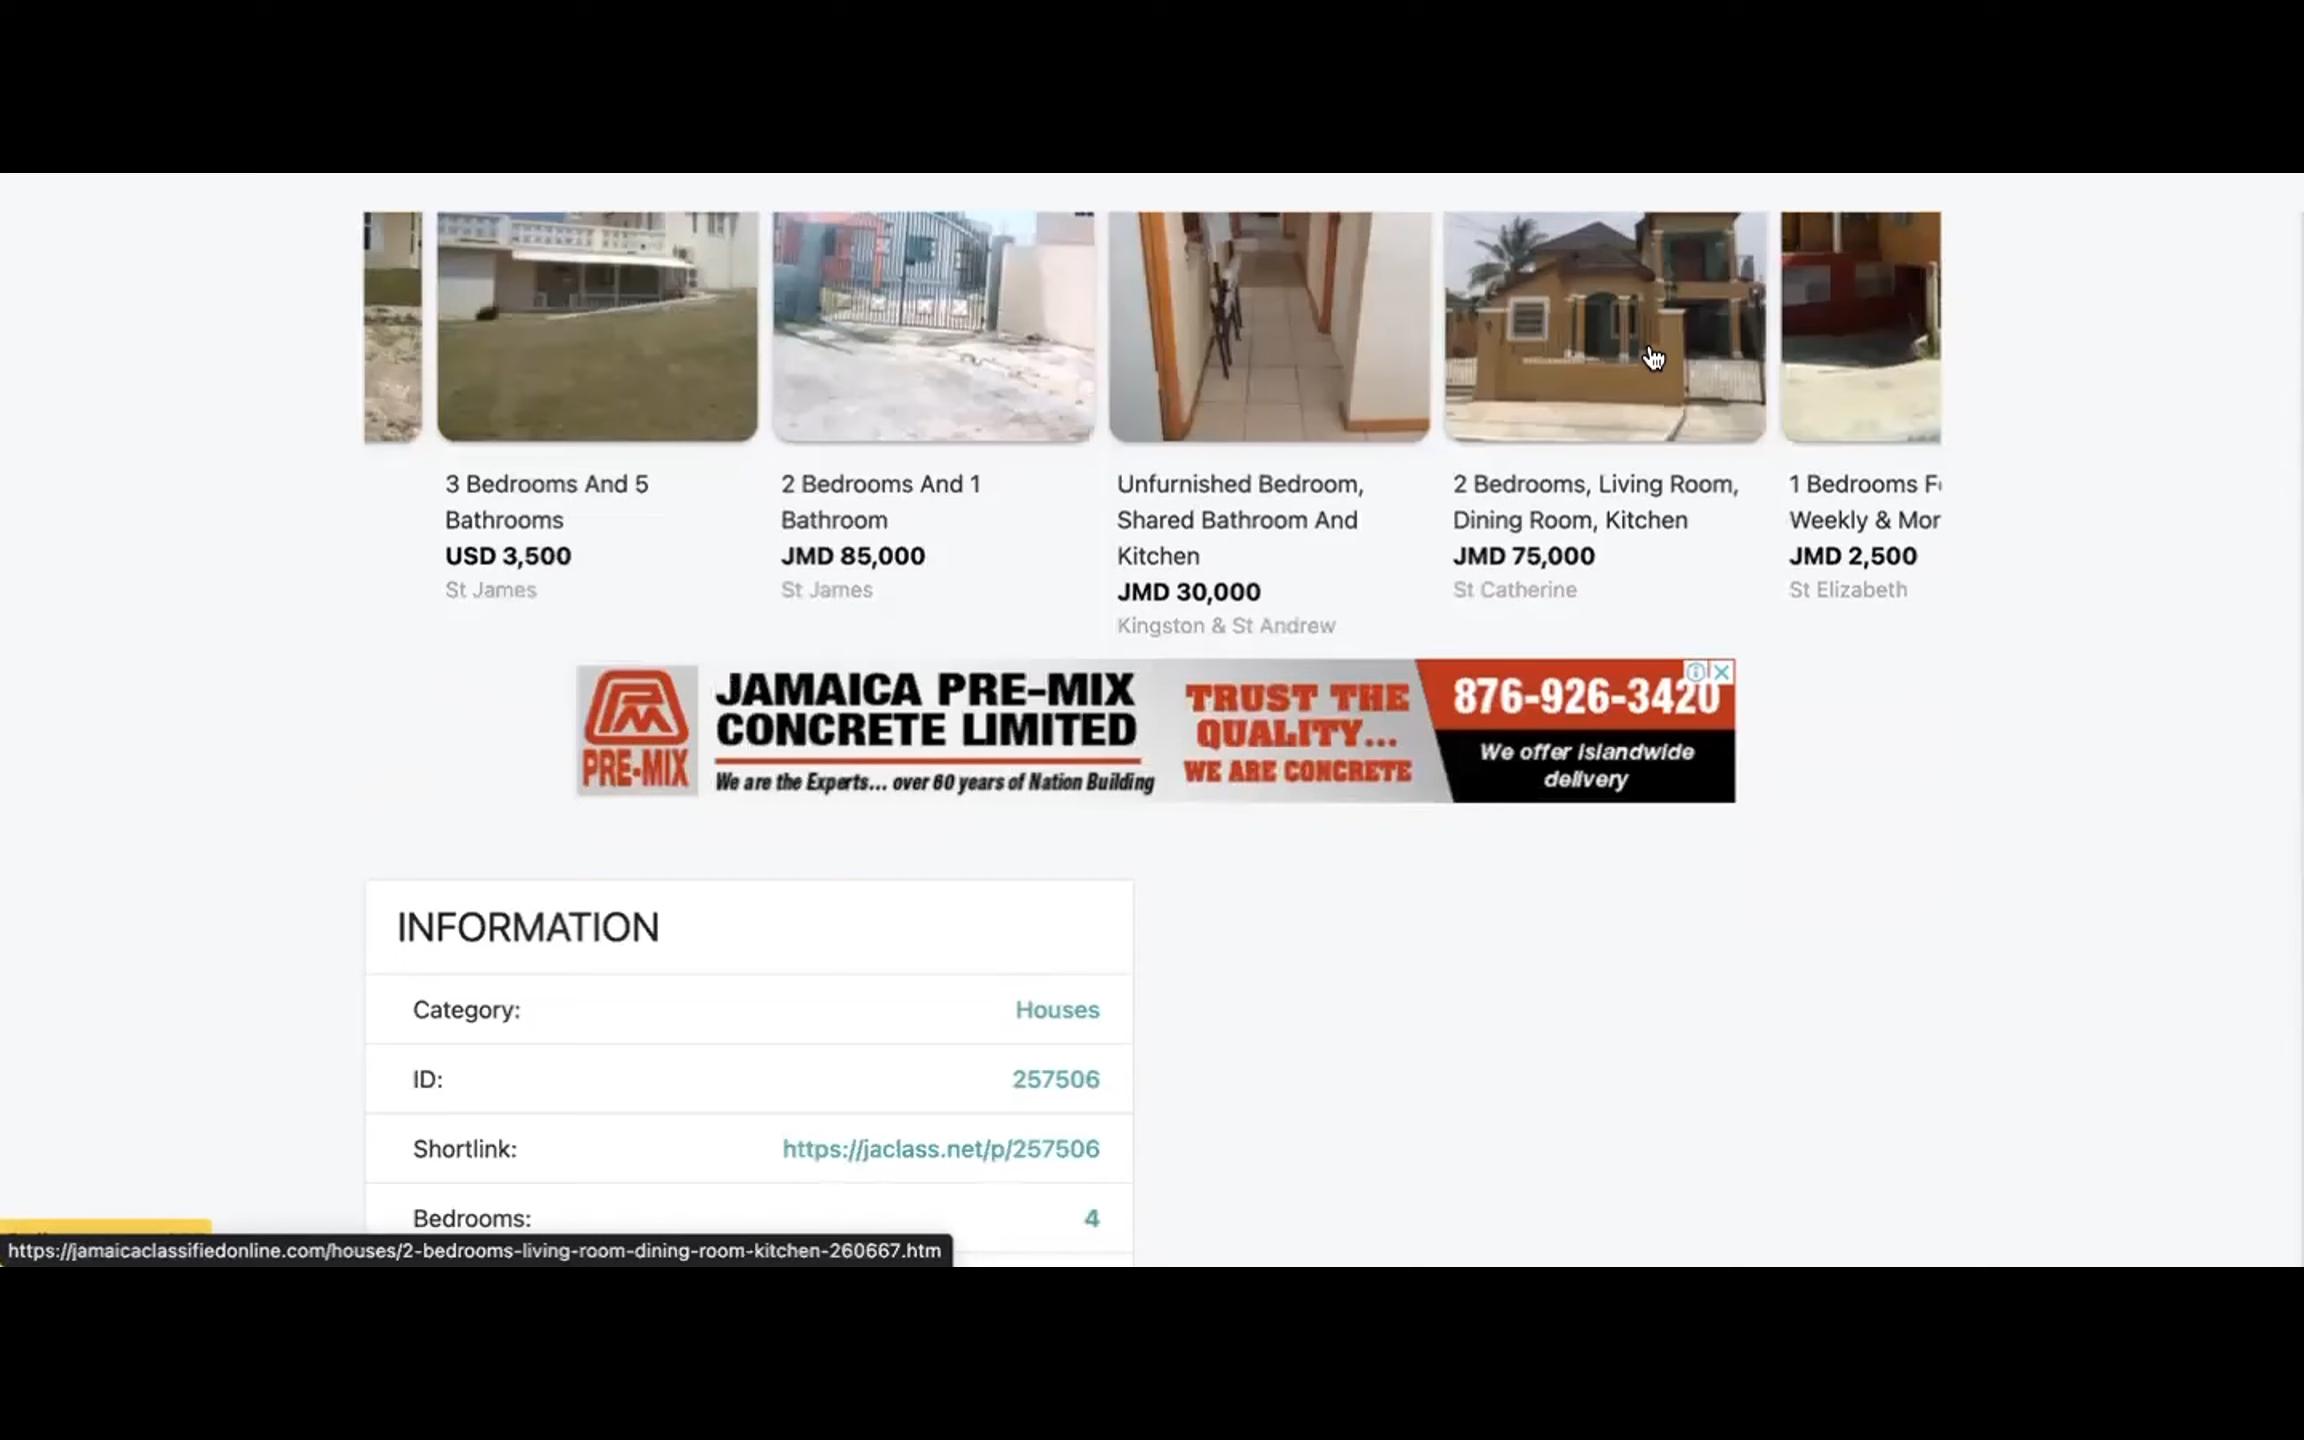 3 Bedrooms And 5
Bathrooms
USD 3,500
St James
2 Bedrooms And 1
Bathroom
JMD 85,000
St James
Unfurnished Bedroom,
Shared Bathroom And
Kitchen
JMD 30,000
Kingston & St Andrew
2 Bedrooms, Living Room,
Dining Room, Kitchen
JMD 75,000
St Catherine
1 Bedrooms
Weekly &
JMD 2,500
St Elizabeth
PRE-MIX
JAMAICA PRE-MIX
CONCRETE LIMITED
We are the Experts... over 60 years of Nation Building
TRUST THE
QUALITY...
WE ARE CONCRETE
876-926-3420
We offer islandwide
delivery
INFORMATION
Category: Houses
ID: 257506
Shortlink: https://jaclass.net/p/257506
Bedrooms: 4
https://jamaicaclassifiedonline.com/houses/2-bedrooms-living-room-dining-room-kitchen-260667.htm